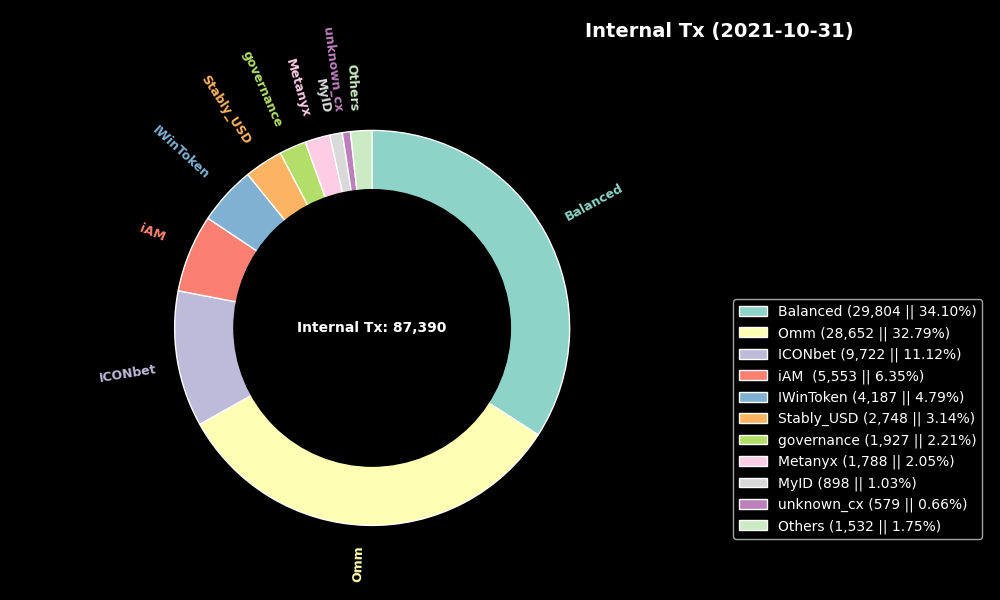 Internal Tx (2021-10-31)
unknown_cx
Others
Metanyx
MyID
governance
Stably_USD
IWinToken
Balanced
iAM
ICONbet
Omm
Internal Tx: 87,390
Balanced (29,804 || 34.10%)
Omm (28,652 || 32.79%)
ICONbet (9,722 || 11.12%)
iAM  (5,553 || 6.35%)
IWinToken (4,187 || 4.79%)
Stably_USD (2,748 || 3.14%)
governance (1,927 || 2.21%)
Metanyx (1,788 || 2.05%)
MyID (898 || 1.03%)
unknown_cx (579 || 0.66%)
Others (1,532 || 1.75%)